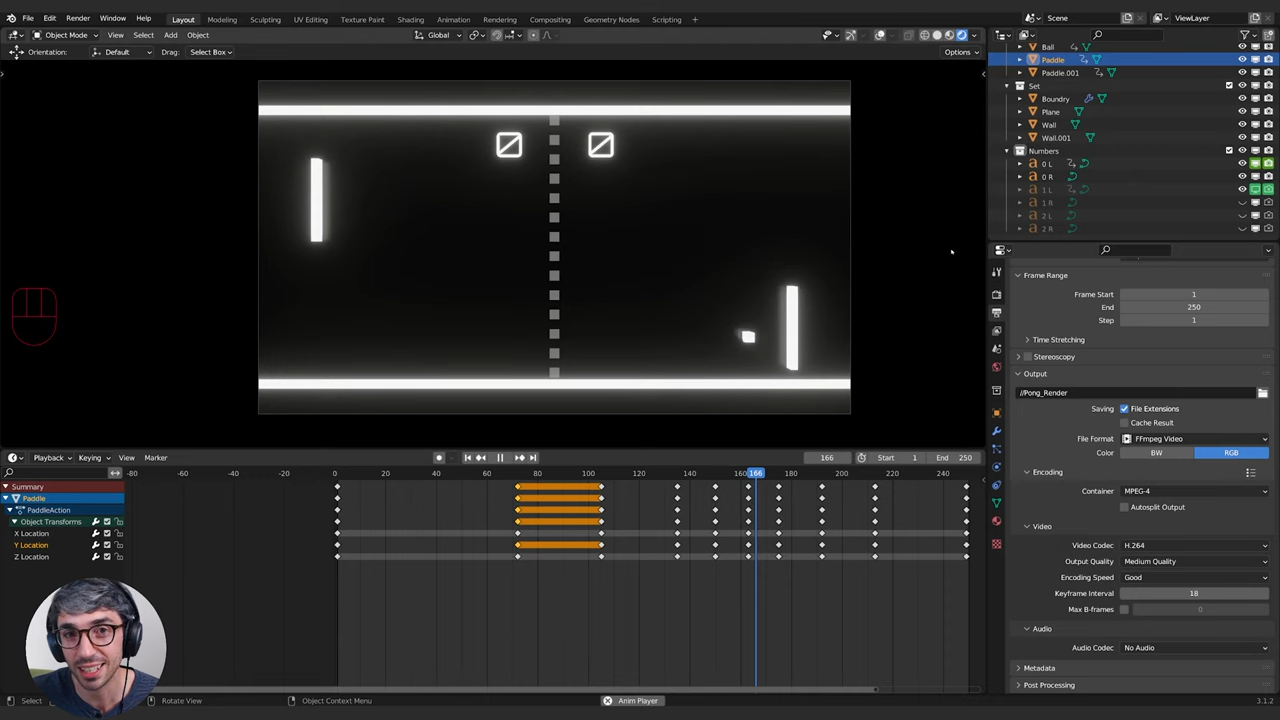 File Edit Render Window Help Layout Modeling Sculpting UV Editing Texture Paint Shading Animation Rendering Compositing Geometry Nodes Scripting + Scene ViewLayer
Object Mode View Select Add Object Global Options
Orientation: Default Drag: Select Box
Ball
Paddle
Paddle.001
Set
Boundry
Plane
Wall
Wall.001
Numbers
0 L
0 R
1 L
1 R
2 L
2 R
Frame Range
Frame Start 1
End 250
Step 1
Time Stretching
Stereoscopy
Output
//Pong_Render
Saving File Extensions
Cache Result
File Format FFmpeg Video
Color BW RGB
Encoding
Container MPEG-4
Autosplit Output
Video
Video Codec H.264
Output Quality Medium Quality
Encoding Speed Good
Keyframe Interval 18
Max B-frames 0
Audio
Audio Codec No Audio
Metadata
Post Processing
Playback Keying View Marker 166 Start 1 End 250
-80 -60 -40 -20 0 20 40 60 80 100 120 140 160 166 180 200 220 240
Summary
Paddle
PaddleAction
Object Transforms
X Location
Y Location
Z Location
Select Rotate View Object Context Menu Anim Player 3.1.2